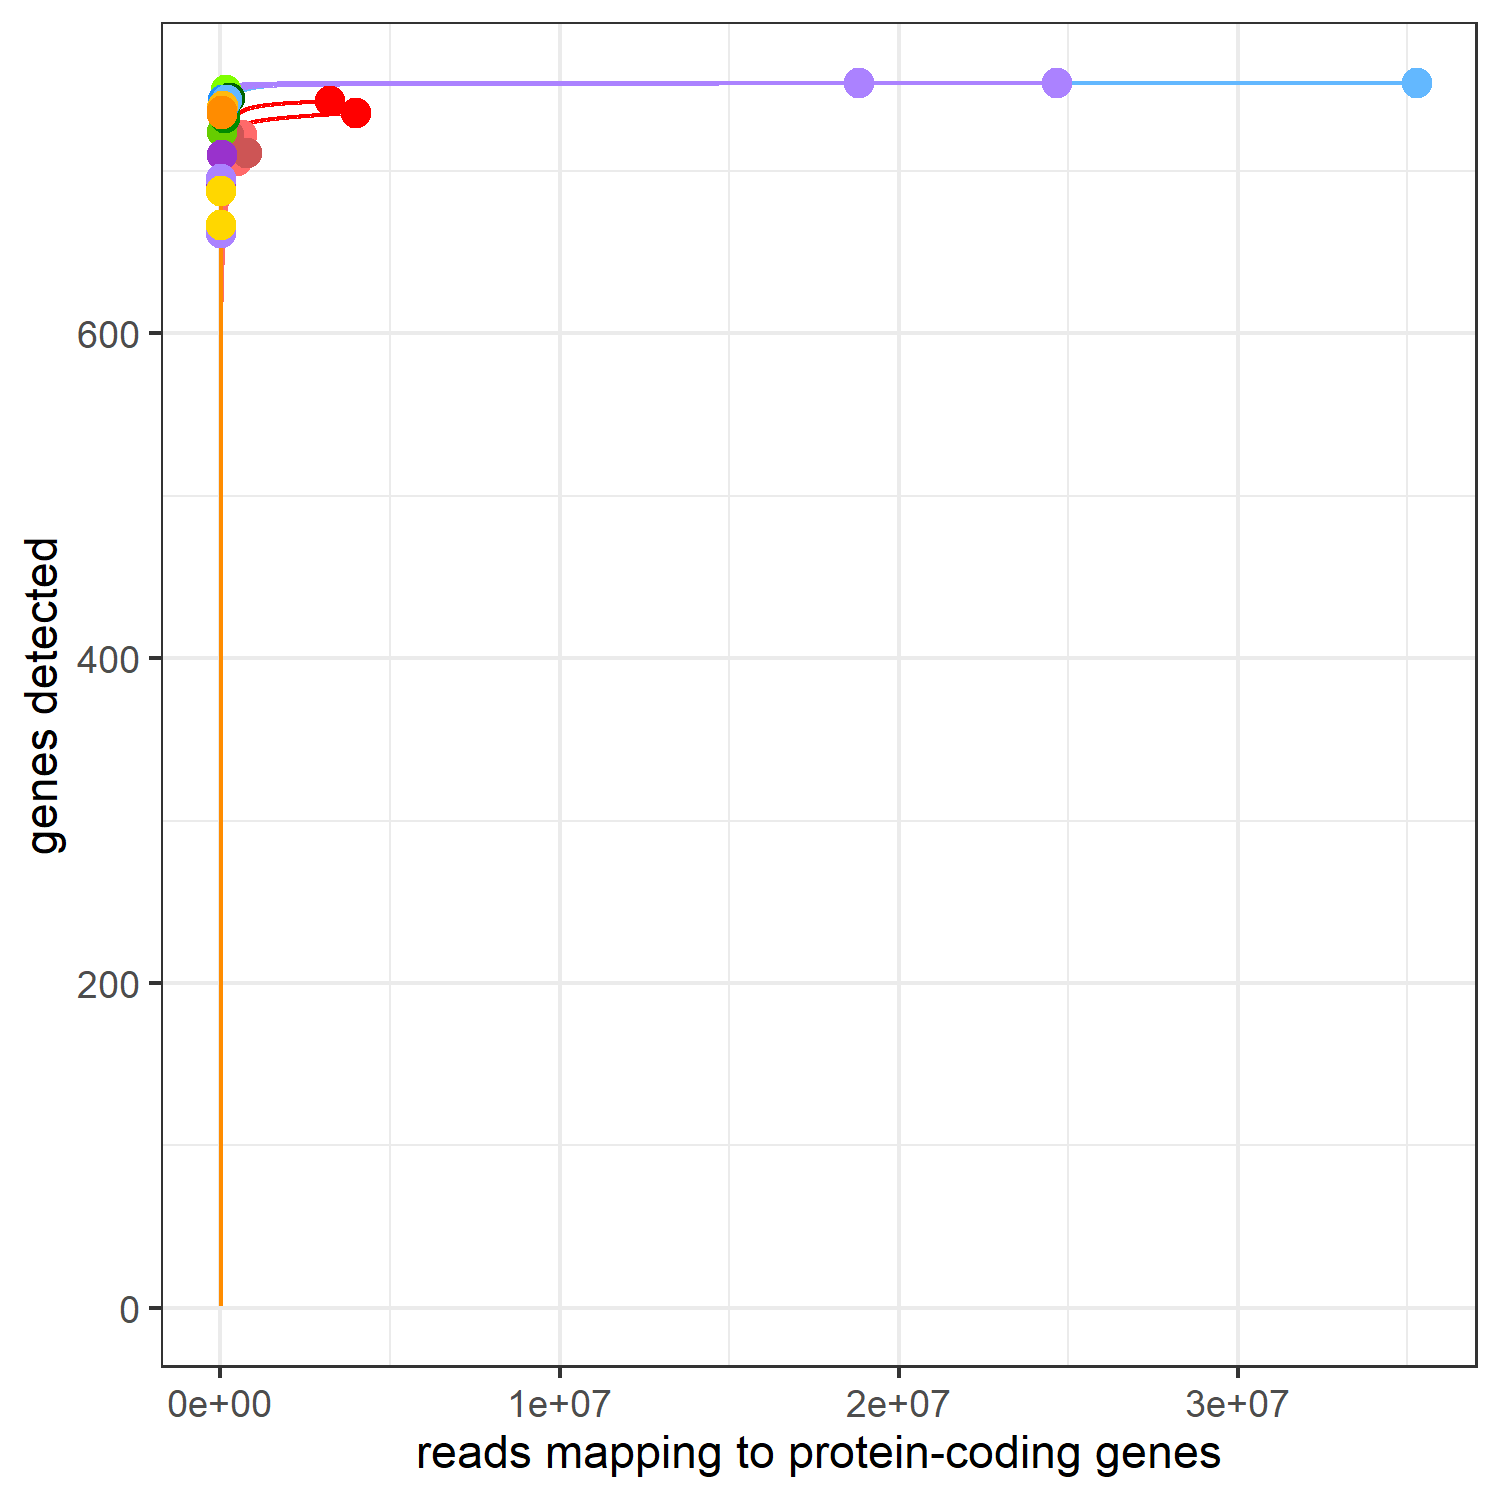 genes detected
600
400
200
0
0e+00
1e+07
2e+07
3e+07
reads mapping to protein-coding genes